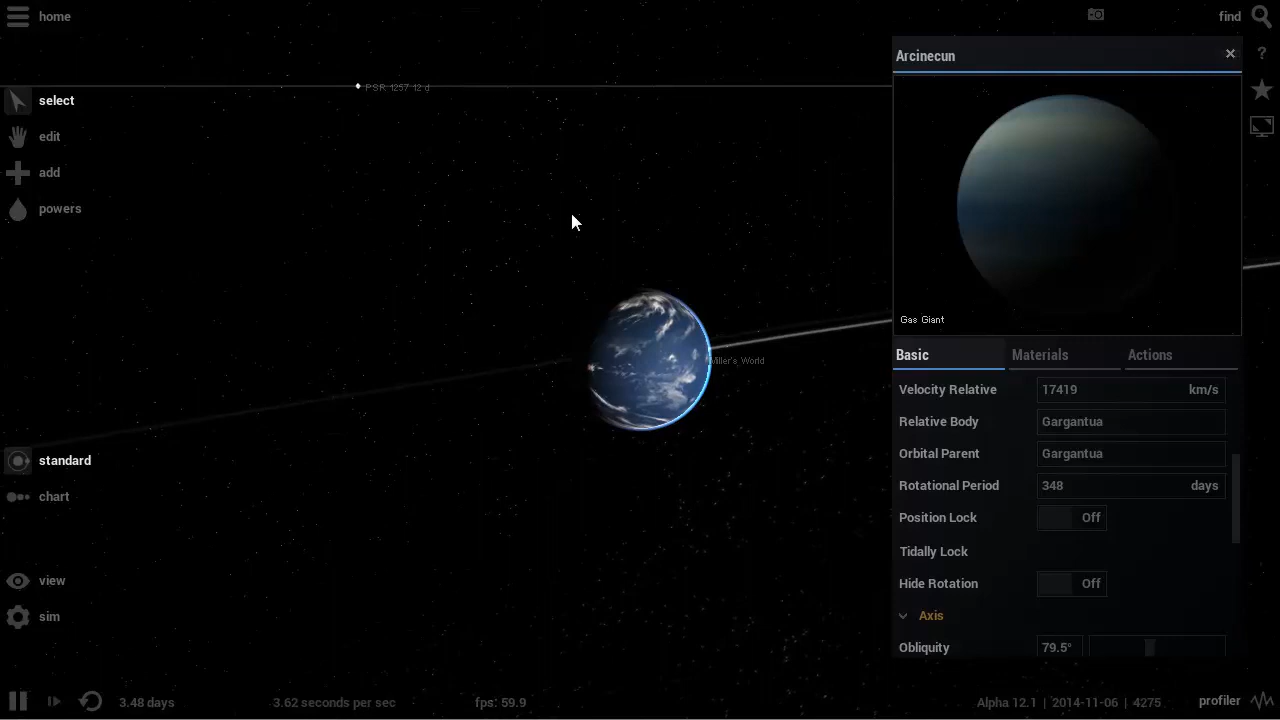 home
find
Arcinecun
PSR 1257 12 d
select
edit
add
powers
Gas Giant
Miller's World
Basic
Materials
Actions
Velocity Relative 17419 km/s
Relative Body Gargantua
Orbital Parent Gargantua
standard
Rotational Period 348 days
chart
Position Lock Off
Tidally Lock
view
Hide Rotation Off
sim
Axis
Obliquity 79.5°
3.48 days
3.62 seconds per sec
fps: 59.9
Alpha 12.1 | 2014-11-06 | 4275
profiler